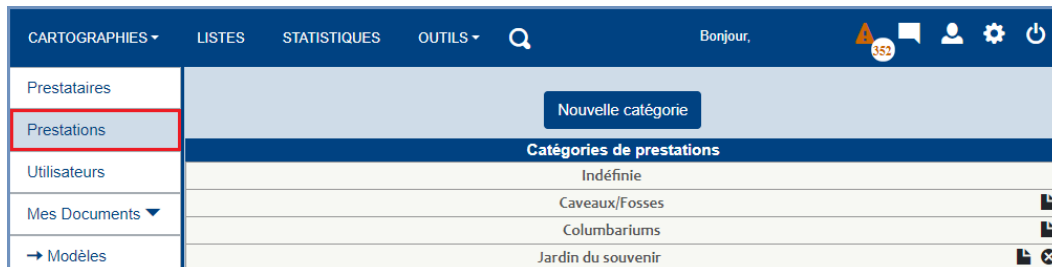 CARTOGRAPHIES LISTES STATISTIQUES OUTILS Bonjour, 352
Prestataires
Nouvelle catégorie
Prestations
Catégories de prestations
Utilisateurs
Indéfinie
Caveaux/Fosses
Mes Documents
Columbariums
→ Modèles
Jardin du souvenir